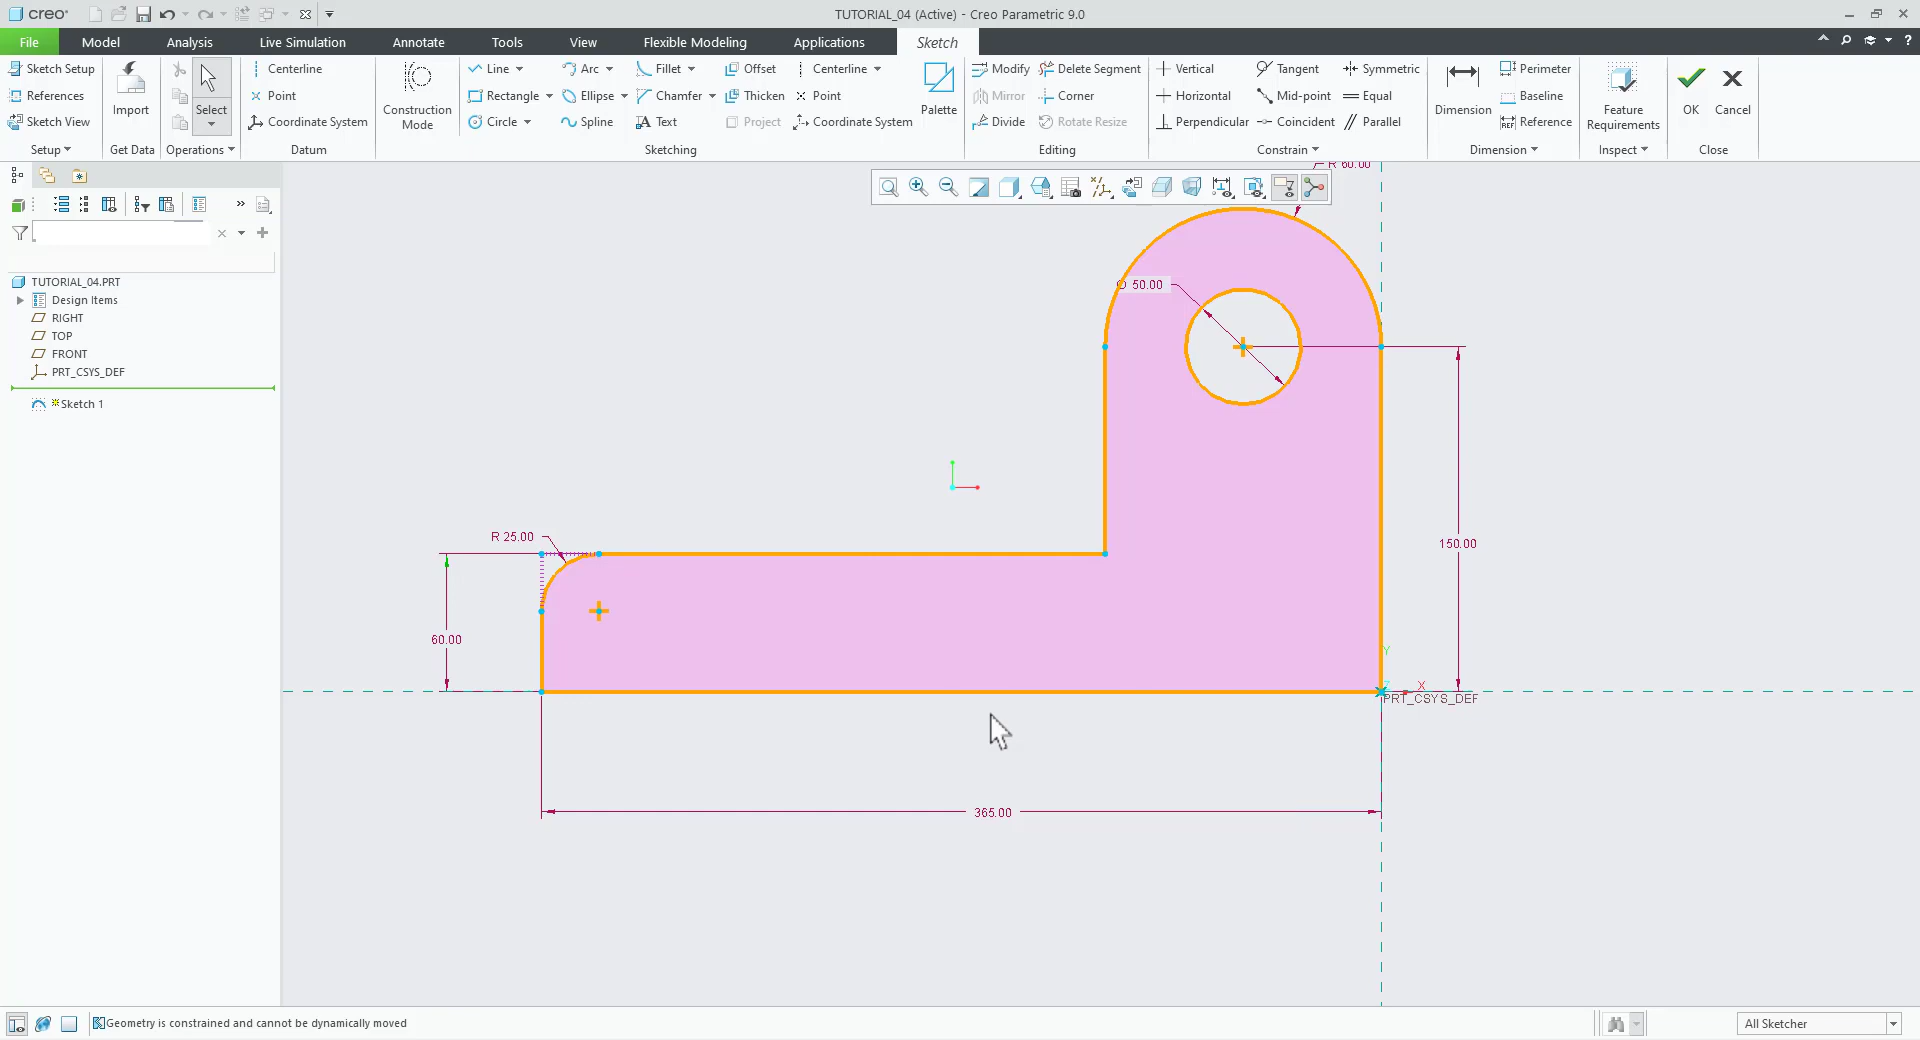 creo
TUTORIAL_04 (Active) - Creo Parametric 9.0
File Model Analysis Live Simulation Annotate Tools View Flexible Modeling Applications Sketch
Sketch Setup
References
Sketch View
Setup
Import
Get Data
Select
Operations
Centerline
Point
Coordinate System
Datum
Construction
Mode
Line
Rectangle
Circle
Arc
Ellipse
Spline
Fillet
Chamfer
Text
Offset
Thicken
Project
Centerline
Point
Coordinate System
Palette
Sketching
Modify
Mirror
Divide
Delete Segment
Corner
Rotate Resize
Editing
Vertical
Horizontal
Perpendicular
Tangent
Mid-point
Coincident
Symmetric
Equal
Parallel
Constrain
Dimension
Perimeter
Baseline
Reference
Dimension
Feature
Requirements
Inspect
OK
Cancel
Close
TUTORIAL_04.PRT
Design Items
RIGHT
TOP
FRONT
PRT_CSYS_DEF
Sketch 1
R 60.00
Ø 50.00
R 25.00
150.00
60.00
Y
Z
X
PRT_CSYS_DEF
365.00
Geometry is constrained and cannot be dynamically moved
All Sketcher